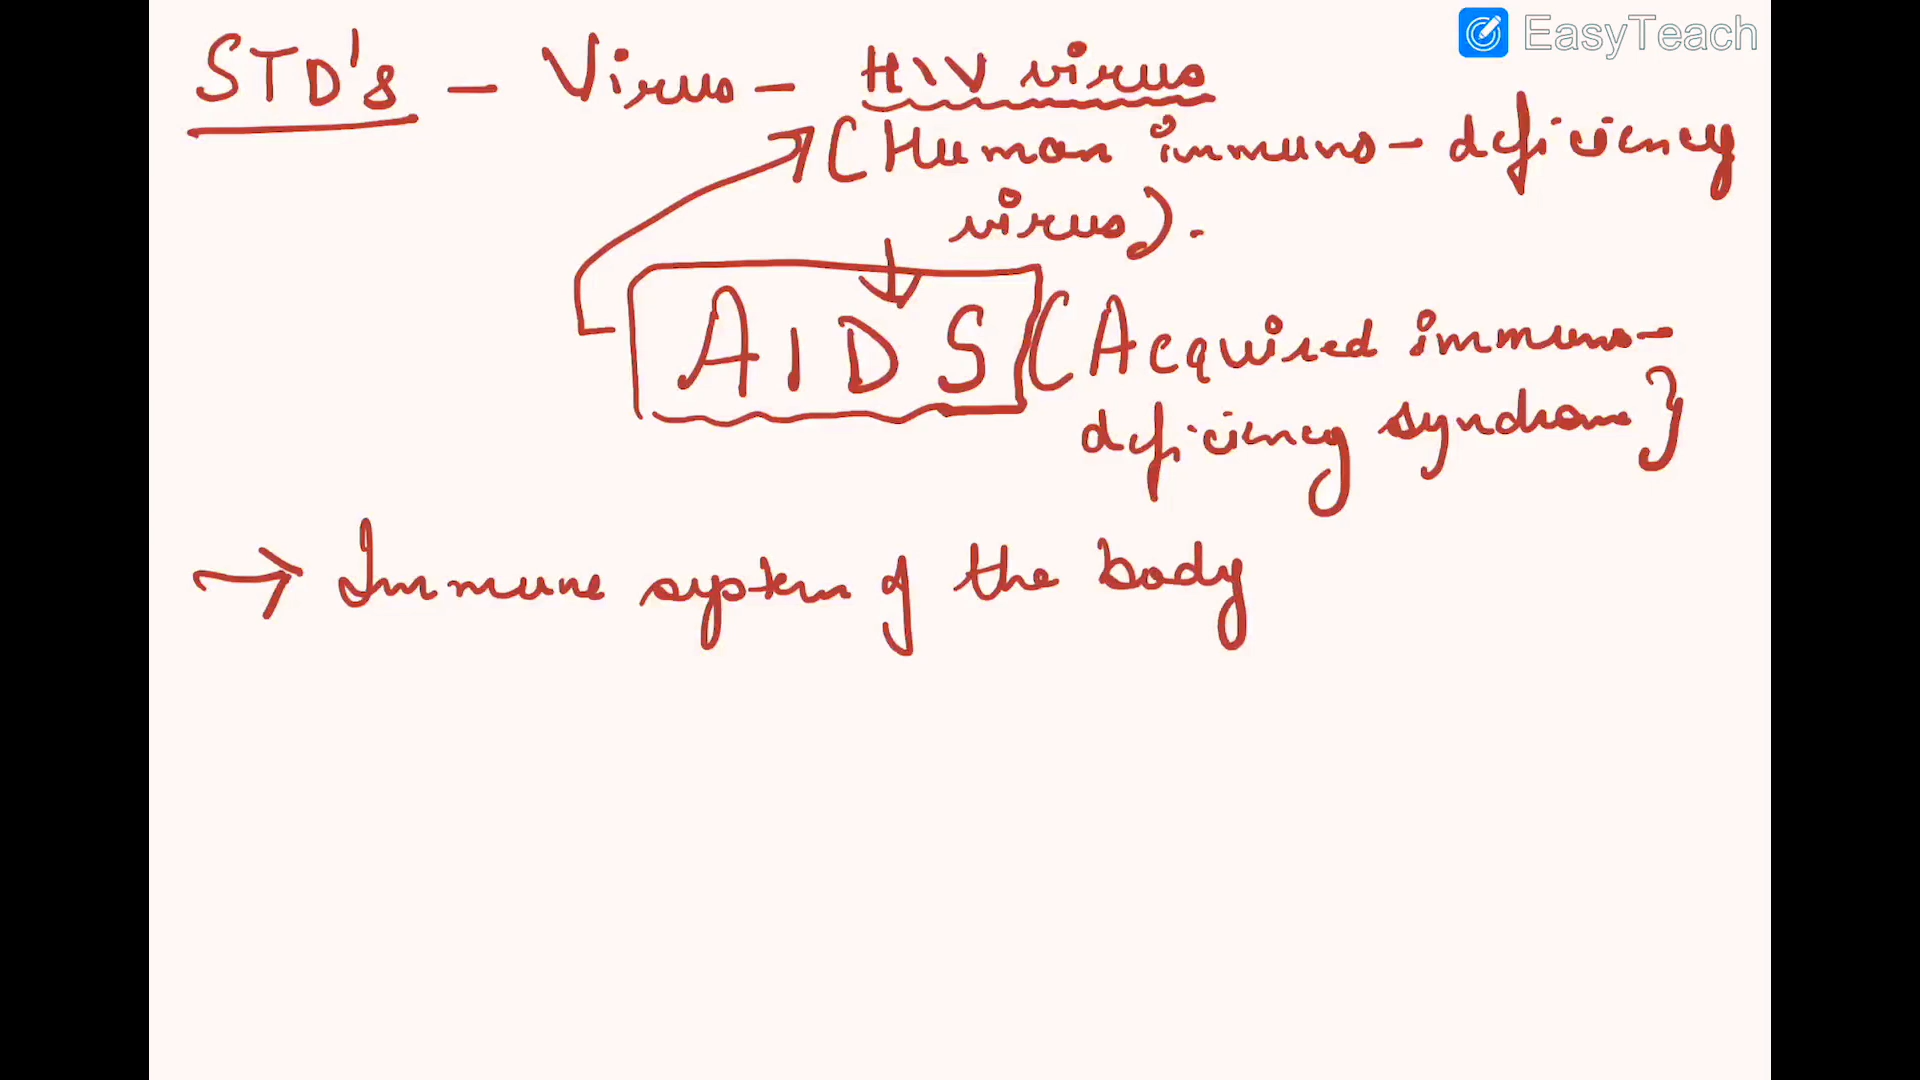 EasyTeach
STD's - Virus - HIV virus
(Human immuno-deficiency
virus).
AIDS (Acquired immuno-
deficiency syndrome}
→ Immune system of the body